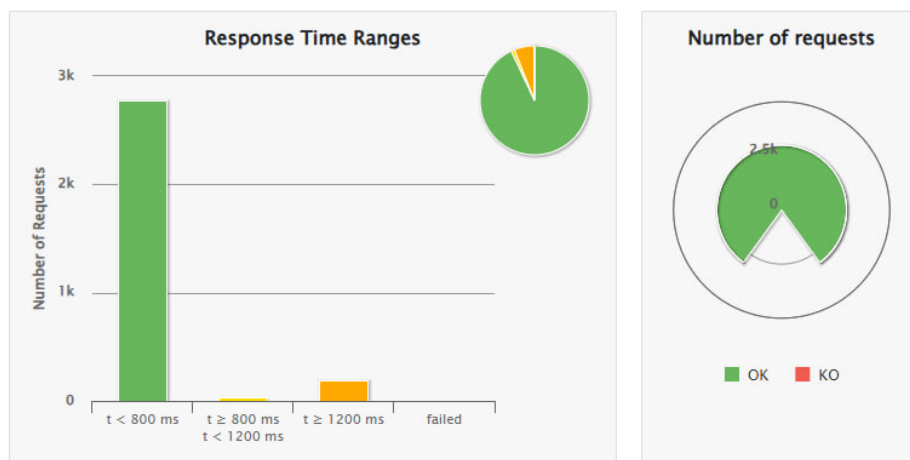 Response Time Ranges
3k
2k
1k
0
Number of Requests
t < 800 ms
t ≥ 800 ms
t < 1200 ms
t ≥ 1200 ms
failed
Number of requests
2.5k
0
OK
KO